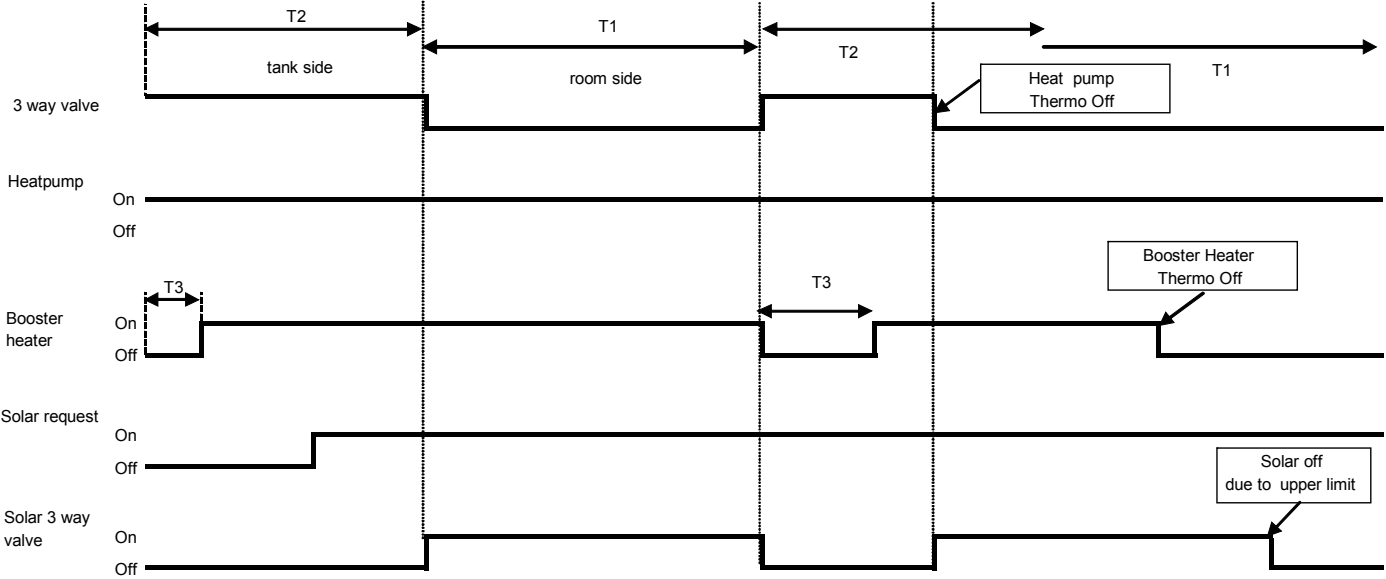 T2
T1
T2
T1
tank side
room side
Heat pump
Thermo Off
3 way valve
Heatpump
On
Off
Booster Heater
Thermo Off
T3
T3
Booster
heater
On
Off
Solar request
On
Off
Solar off
due to upper limit
Solar 3 way
valve
On
Off